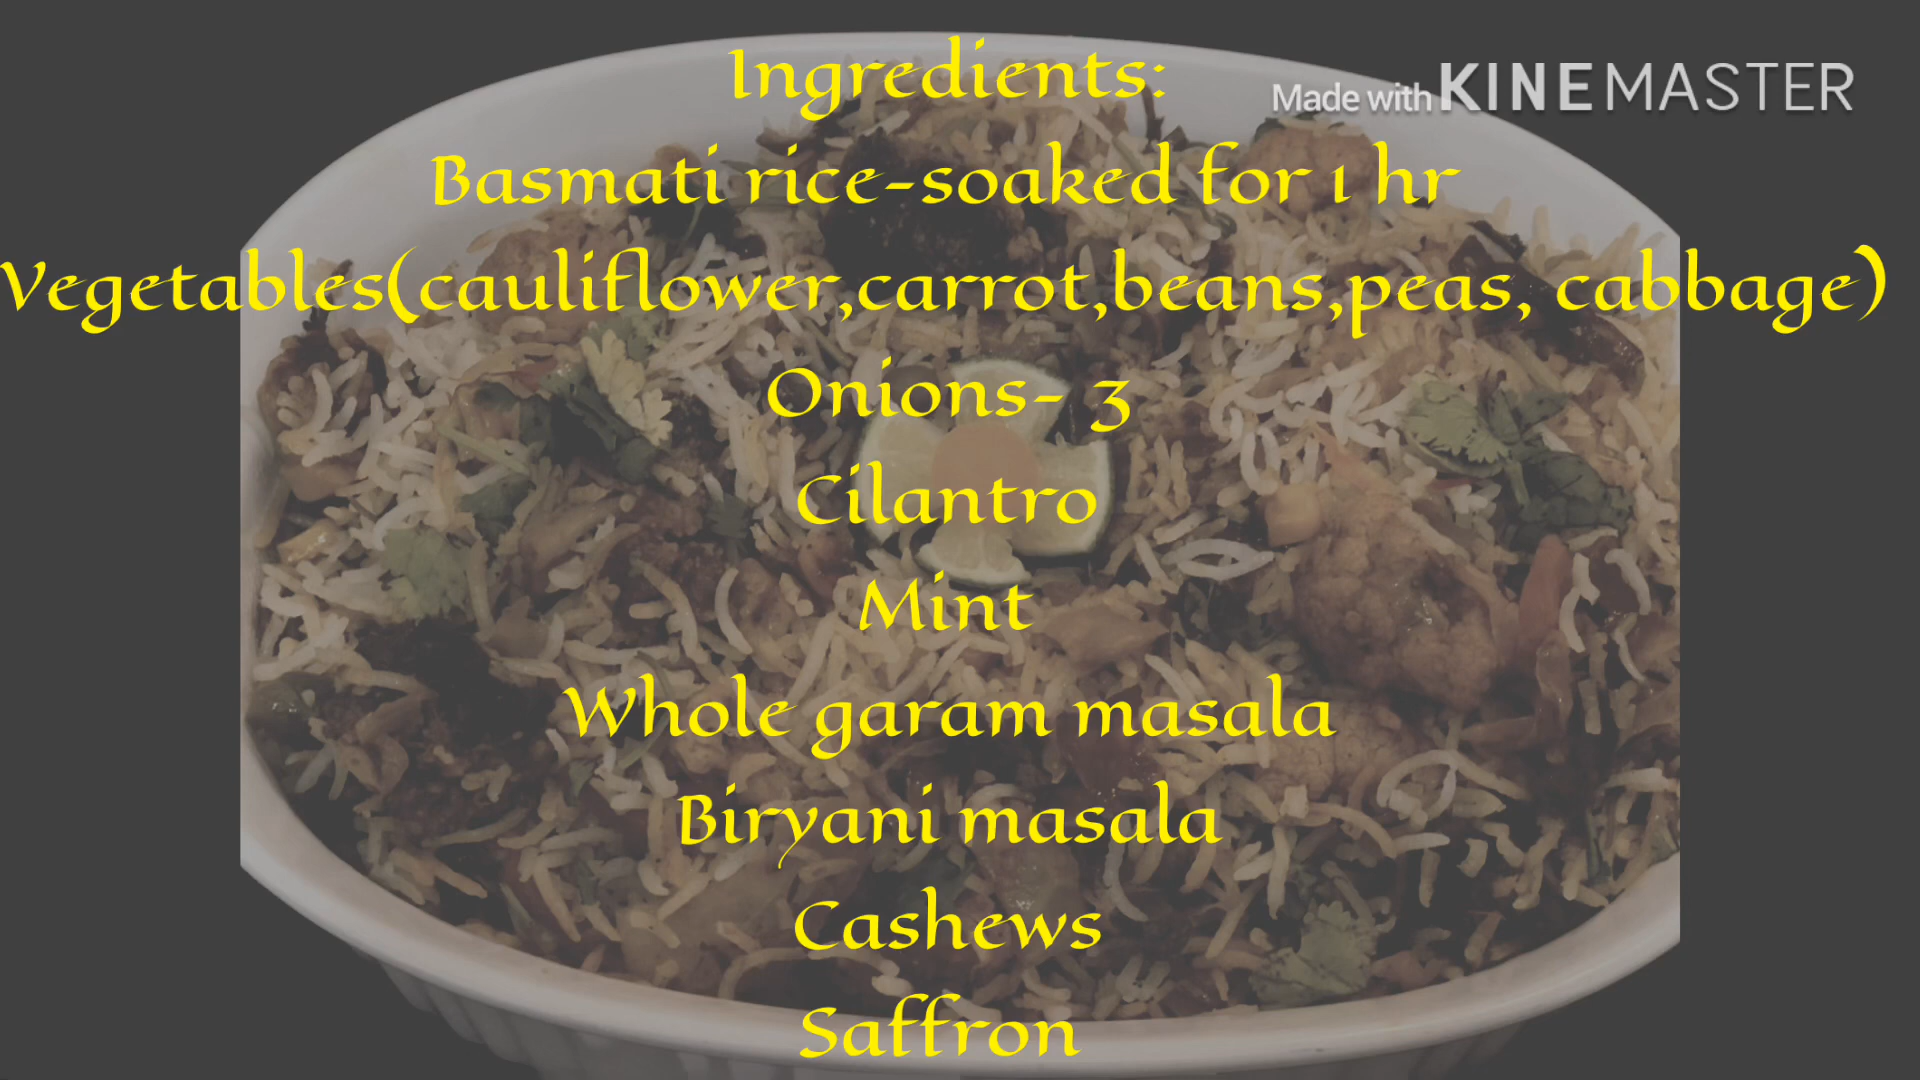 Ingredients:
Made with KINEMASTER
Basmati rice-soaked for 1 hr
Vegetables(cauliflower,carrot,beans,peas, cabbage)
Onions- 3
Cilantro
Mint
Whole garam masala
Biryani masala
Cashews
Saffron